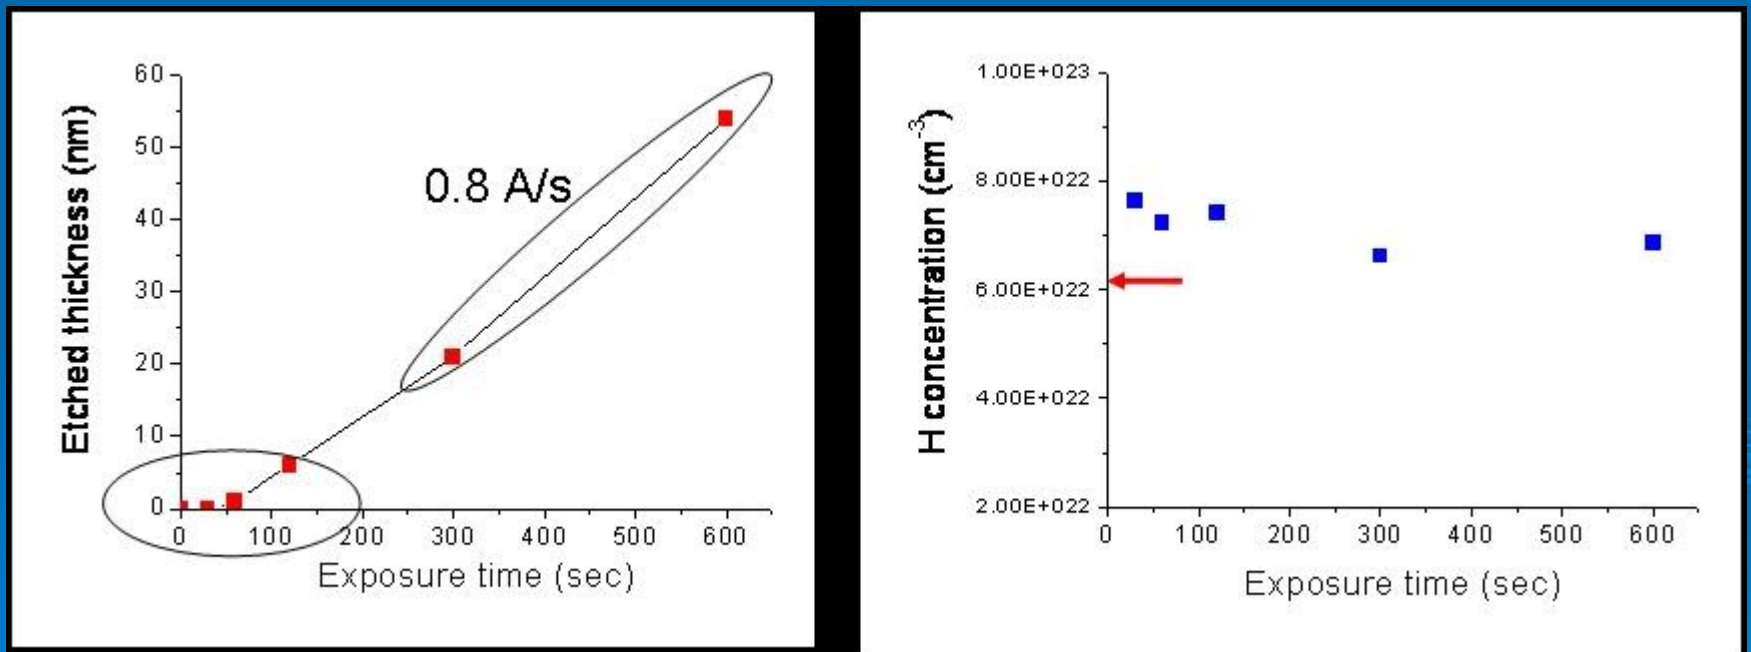 Etched thickness (nm)
60
50
40
30
20
10
0
0.8 A/s
0 100 200 300 400 500 600
Exposure time (sec)
H concentration (cm-3)
1.00E+023
8.00E+022
6.00E+022
4.00E+022
2.00E+022
0 100 200 300 400 500 600
Exposure time (sec)